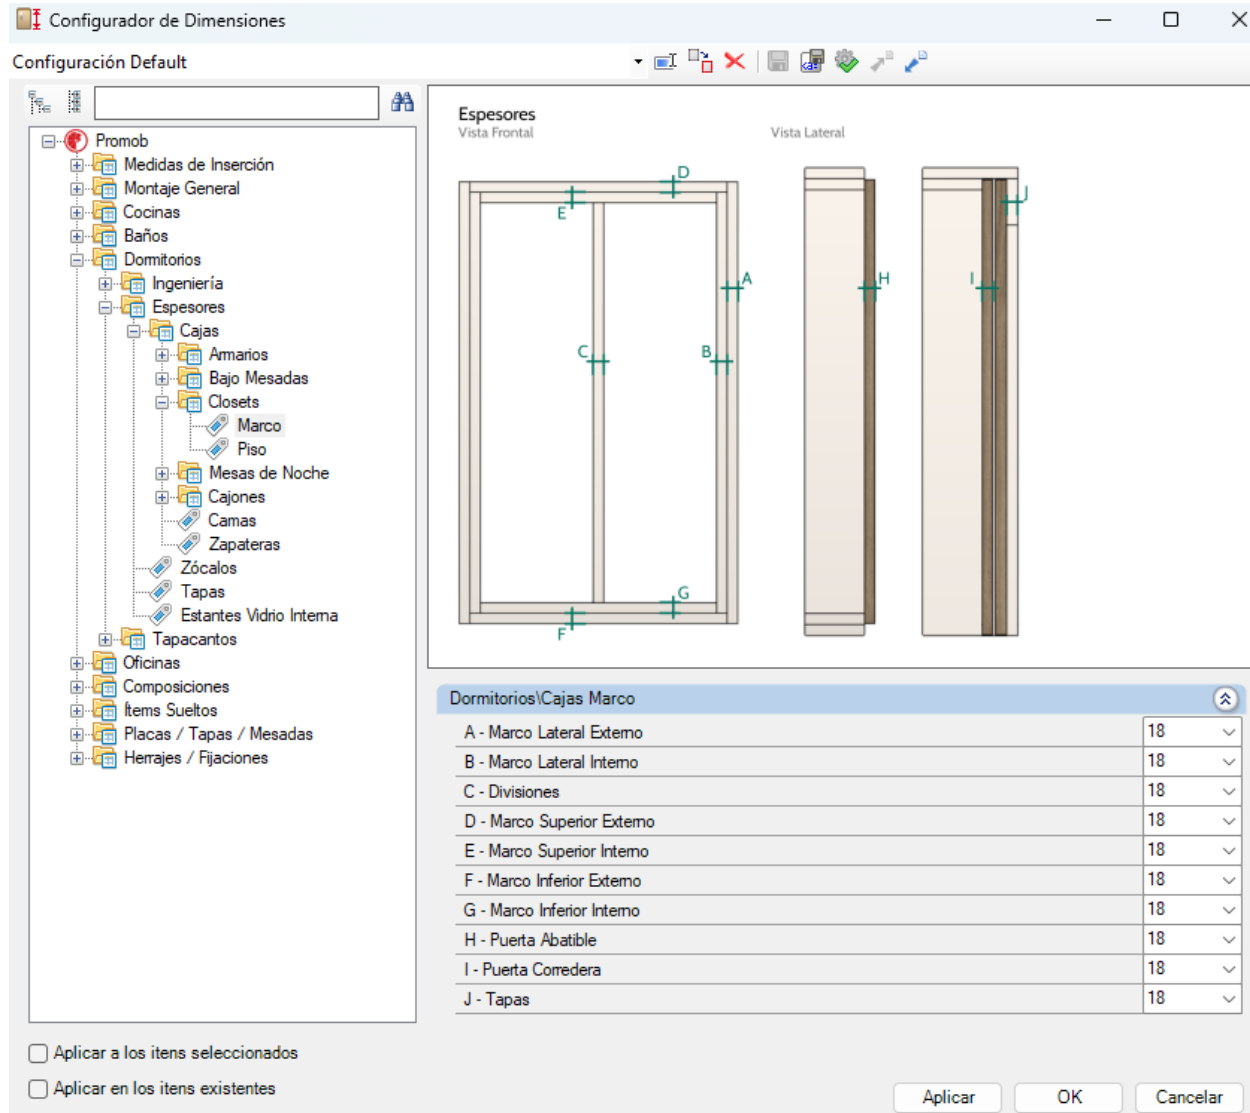 Configurador de Dimensiones
Configuración Default
Promob
Medidas de Inserción
Montaje General
Cocinas
Baños
Dormitorios
Ingeniería
Espesores
Cajas
Armarios
Bajo Mesadas
Closets
Marco
Piso
Mesas de Noche
Cajones
Camas
Zapateras
Zócalos
Tapas
Estantes Vidrio Interna
Tapacantos
Oficinas
Composiciones
Ítems Sueltos
Placas / Tapas / Mesadas
Herrajes / Fijaciones
Espesores
Vista Frontal
Vista Lateral
D
E
A
C
B
G
F
H
I
J
Dormitorios\Cajas Marco
A - Marco Lateral Externo 18
B - Marco Lateral Interno 18
C - Divisiones 18
D - Marco Superior Externo 18
E - Marco Superior Interno 18
F - Marco Inferior Externo 18
G - Marco Inferior Interno 18
H - Puerta Abatible 18
I - Puerta Corredera 18
J - Tapas 18
Aplicar a los itens seleccionados
Aplicar en los itens existentes
Aplicar OK Cancelar